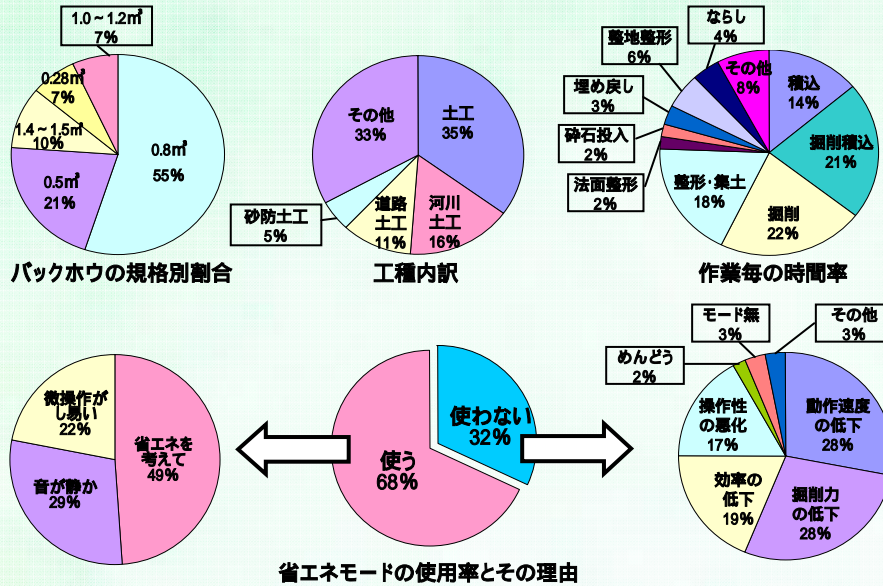 1.0～1.2㎥
7%
0.28㎥
7%
1.4～1.5㎥
10%
0.5㎥
21%
0.8㎥
55%
バックホウの規格別割合
その他
33%
土工
35%
砂防土工
5%
道路
土工
11%
河川
土工
16%
工種内訳
ならし
4%
整地整形
6%
その他
8%
積込
14%
埋め戻し
3%
砕石投入
2%
掘削積込
21%
法面整形
2%
整形･集土
18%
掘削
22%
作業毎の時間率
微操作が
し易い
22%
省エネを
考えて
49%
音が静か
29%
使わない
32%
使う
68%
モード無
3%
その他
3%
めんどう
2%
操作性
の悪化
17%
動作速度
の低下
28%
効率の
低下
19%
掘削力
の低下
28%
省エネモードの使用率とその理由